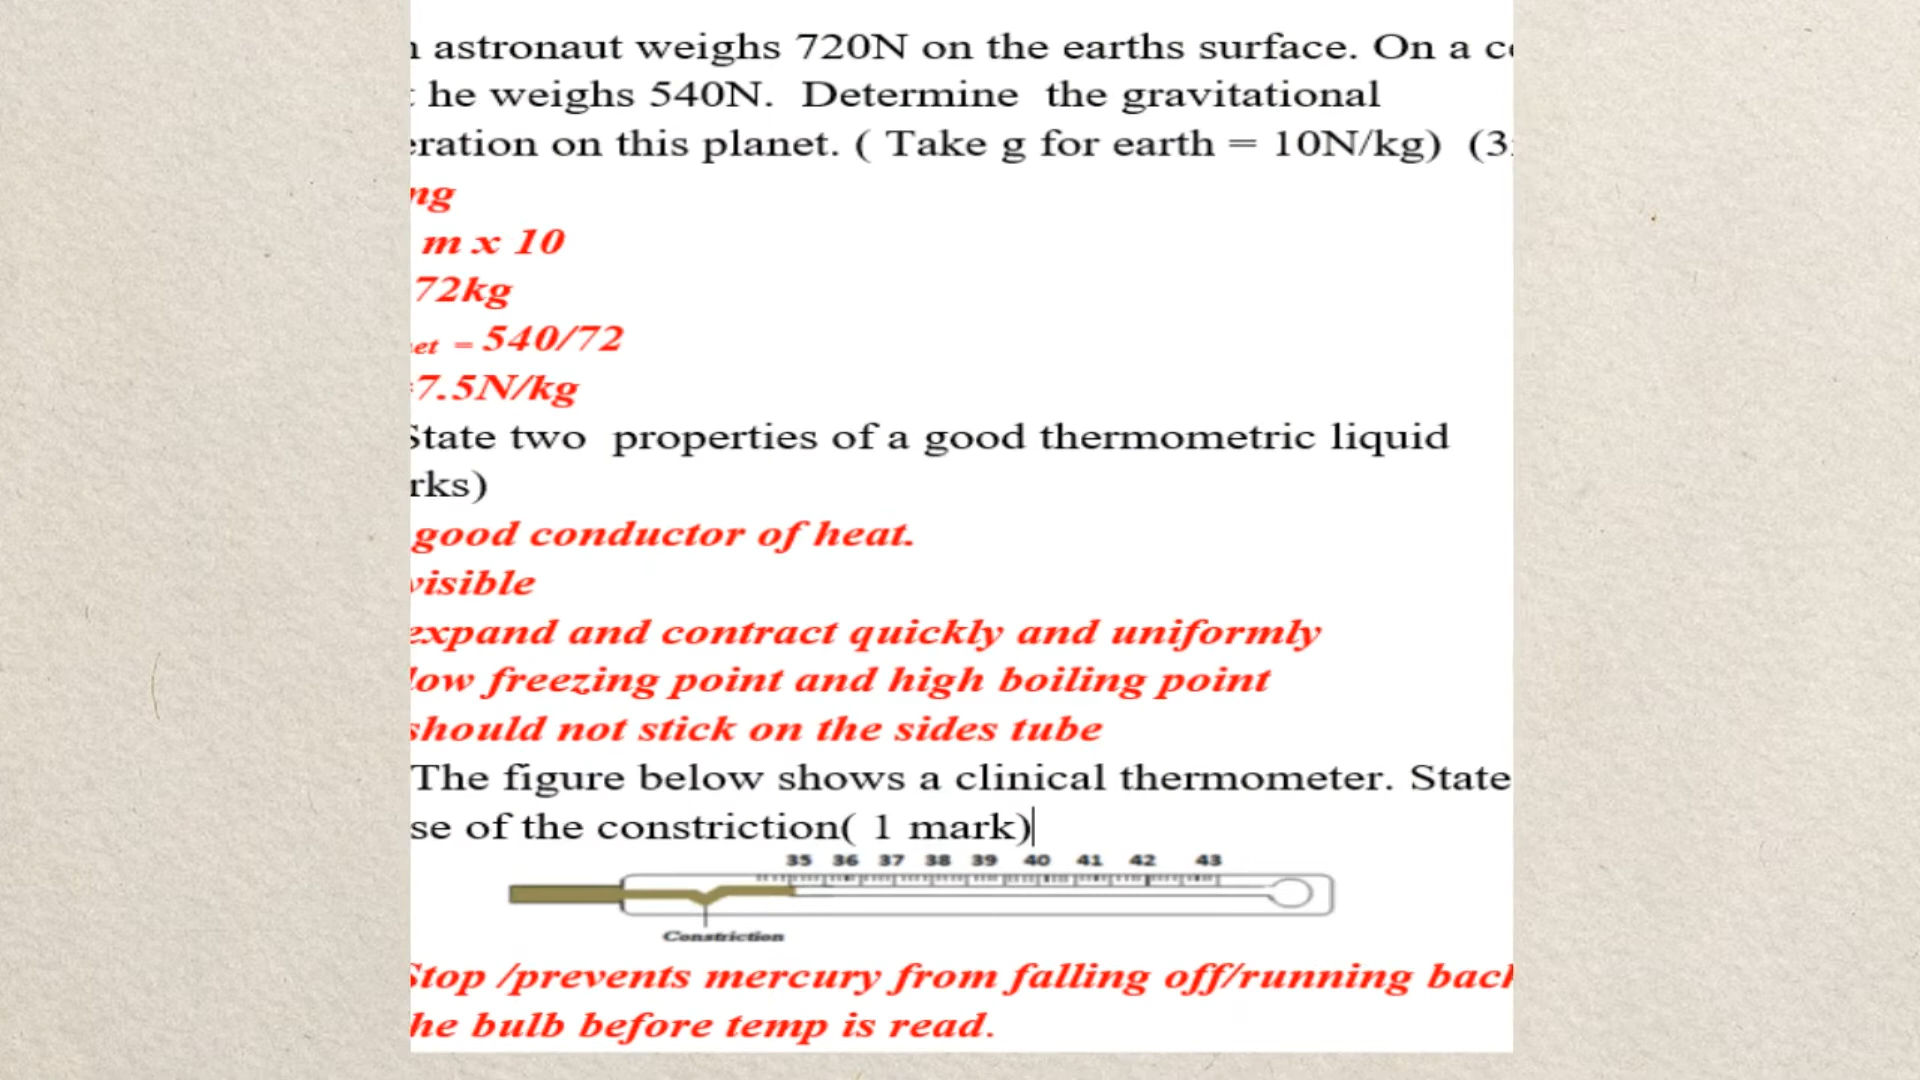 astronaut weighs 720N on the earths surface. On a
he weighs 540N. Determine the gravitational
eration on this planet. ( Take g for earth = 10N/kg) (3
mg
m x 10
72kg
et = 540/72
=7.5N/kg
State two properties of a good thermometric liquid
rks)
good conductor of heat.
visible
expand and contract quickly and uniformly
low freezing point and high boiling point
should not stick on the sides tube
The figure below shows a clinical thermometer. State
se of the constriction( 1 mark)
35 36 37 38 39 40 41 42 43
Constriction
Stop /prevents mercury from falling off/running back
he bulb before temp is read.